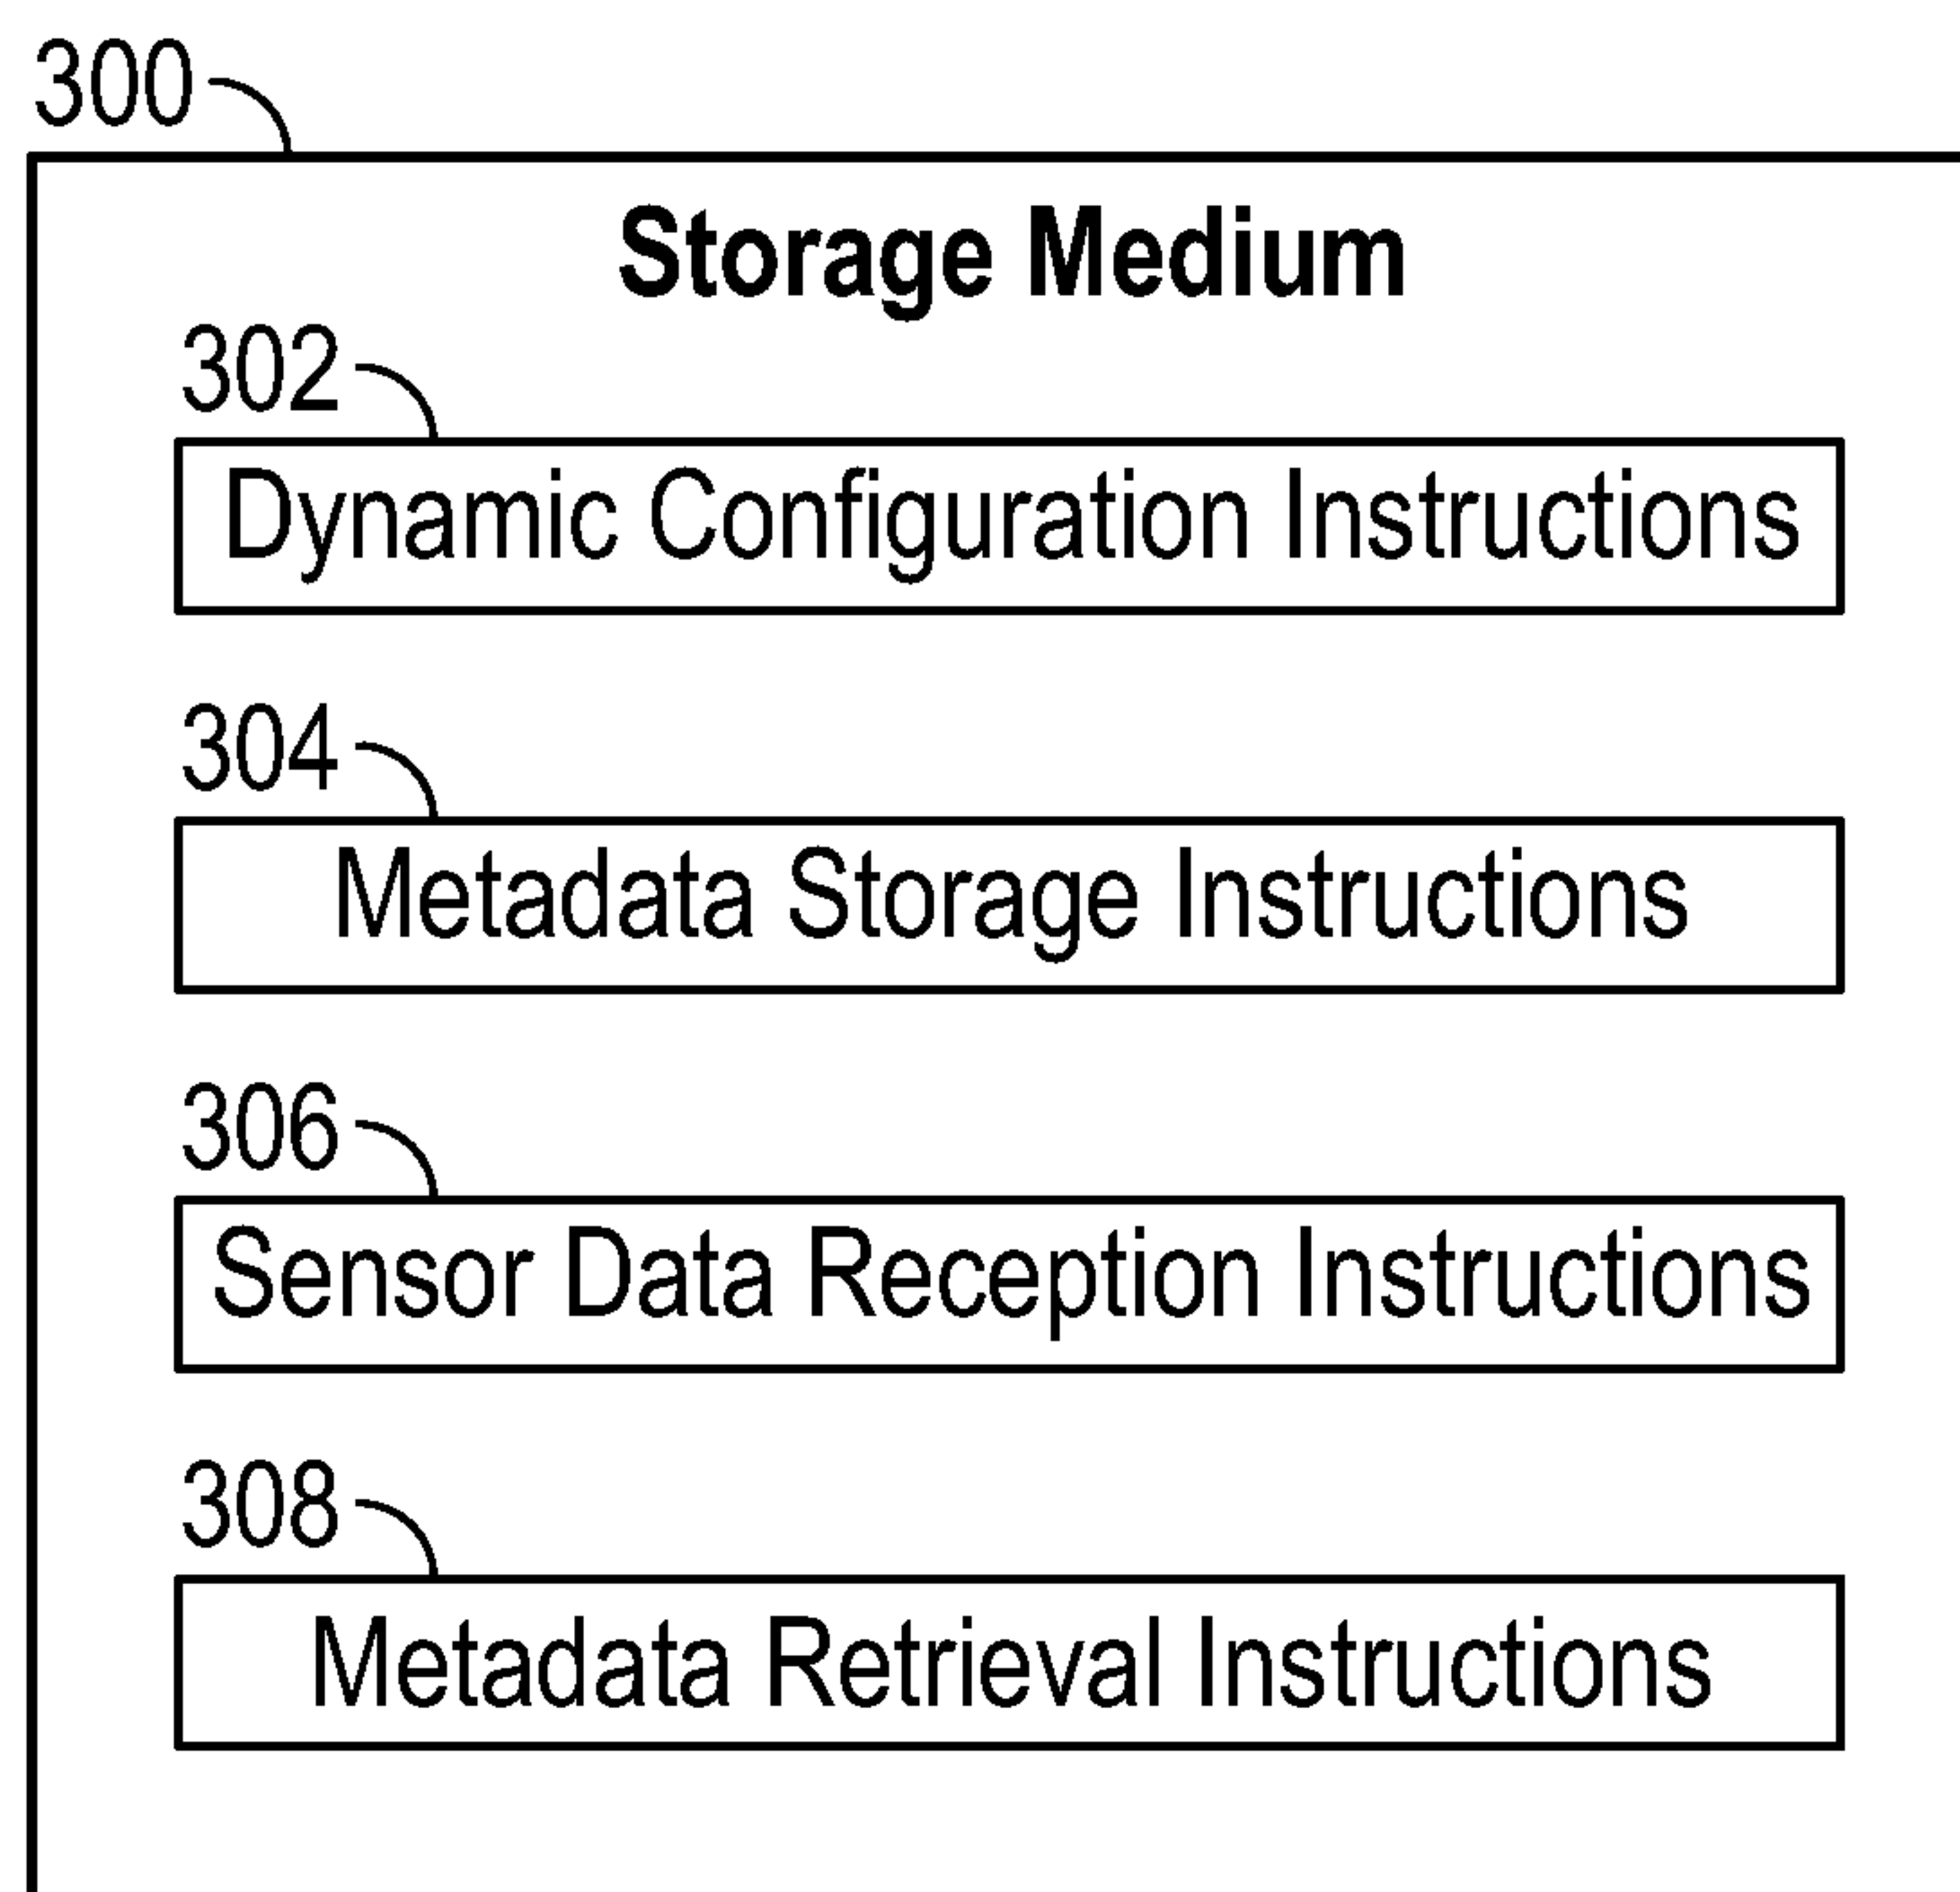 300
Storage Medium
302
Dynamic Configuration Instructions
304
Metadata Storage Instructions
306
Sensor Data Reception Instructions
308
Metadata Retrieval Instructions